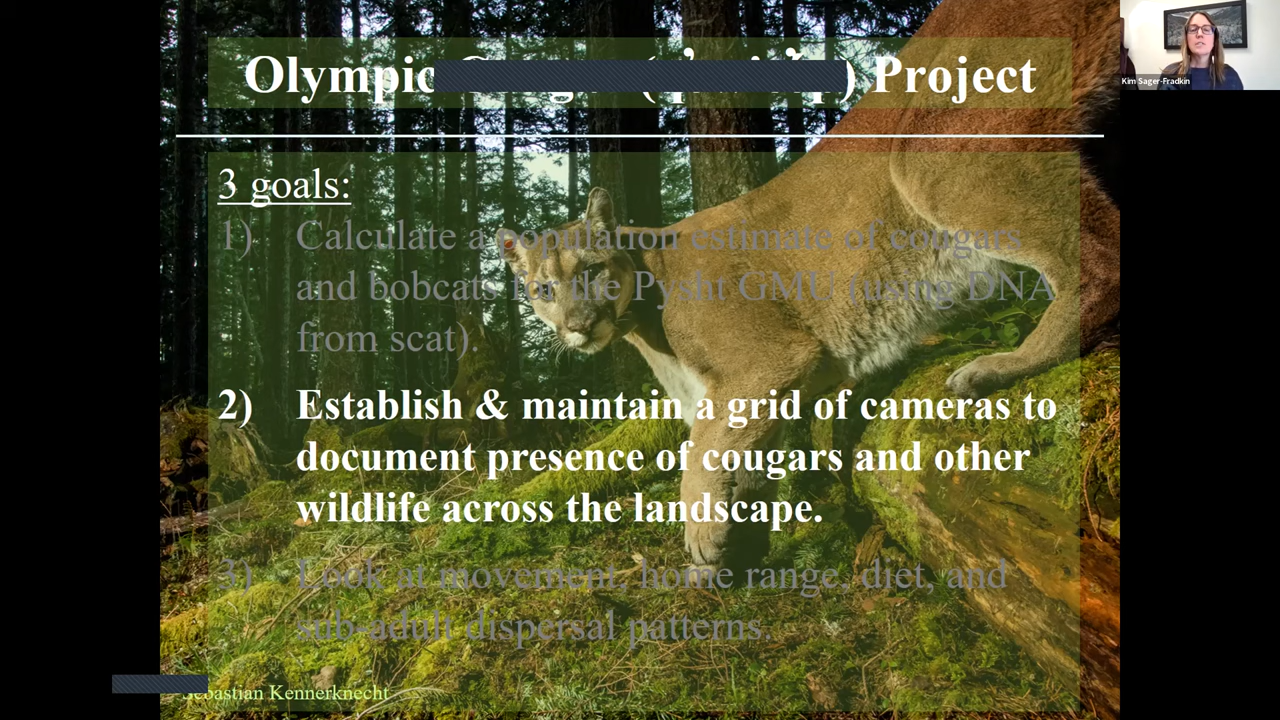 Olympic Project
Kim Sager-Fradkin
3 goals:
1) Calculate a population estimate of cougars
and bobcats for the Pysht GMU (using DNA
from scat).
2) Establish & maintain a grid of cameras to
document presence of cougars and other
wildlife across the landscape.
3) Look at movement, home range, diet, and
sub-adult dispersal patterns.
Sebastian Kennerknecht